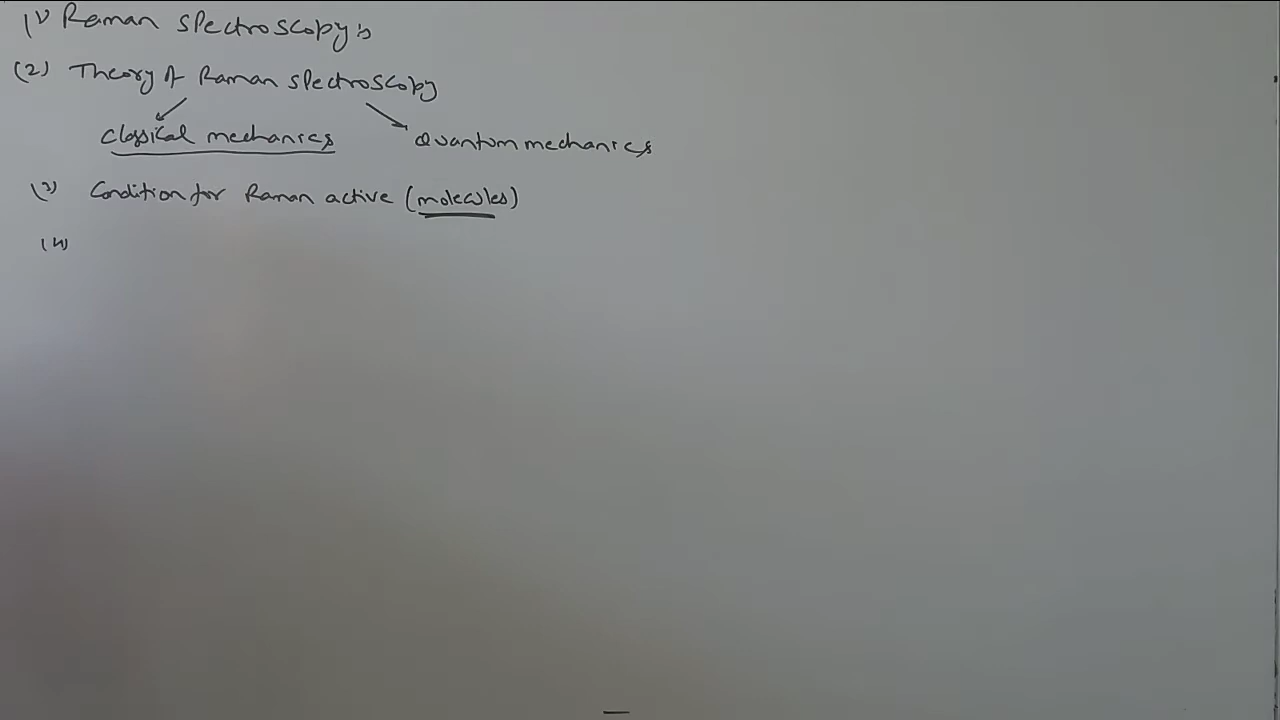 (1) Raman spectroscopy :-
(2) Theory of Raman spectroscopy
classical mechanics Quantum mechanics
(3) Condition for Raman active (molecules)
(4)